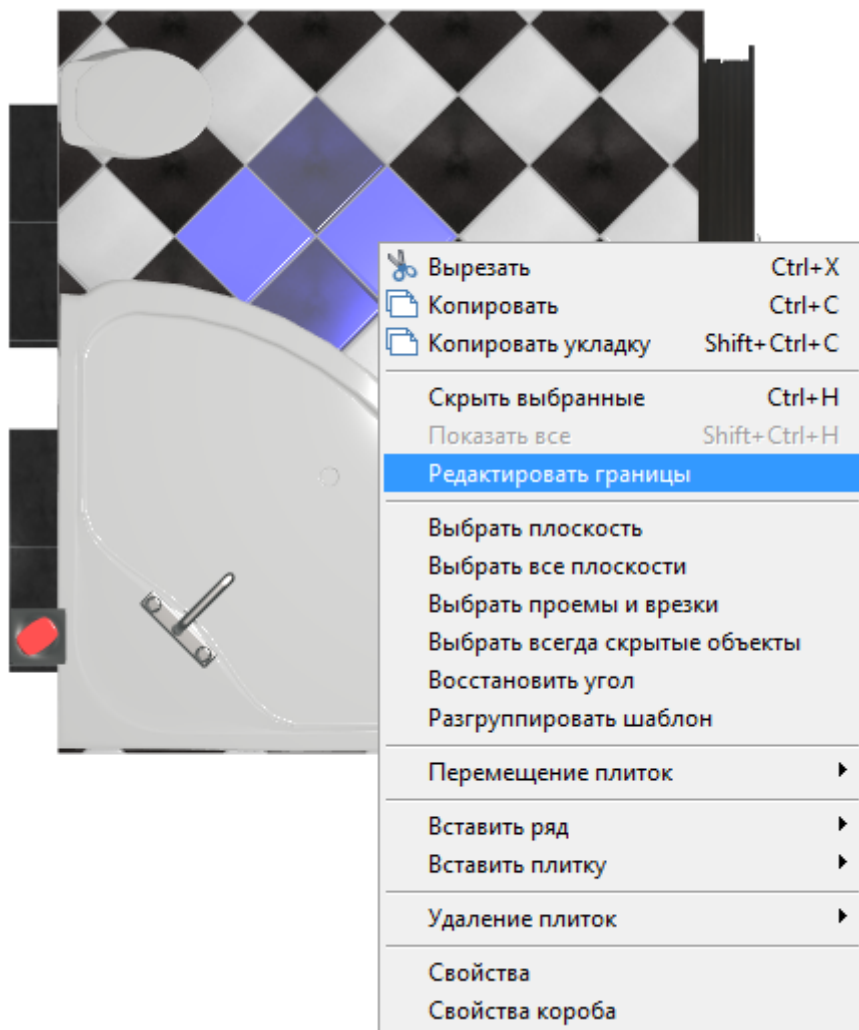 Вырезать Ctrl+X
Копировать Ctrl+C
Копировать укладку Shift+Ctrl+C
Скрыть выбранные Ctrl+H
Показать все Shift+Ctrl+H
Редактировать границы
Выбрать плоскость
Выбрать все плоскости
Выбрать проемы и врезки
Выбрать всегда скрытые объекты
Восстановить угол
Разгруппировать шаблон
Перемещение плиток
Вставить ряд
Вставить плитку
Удаление плиток
Свойства
Свойства короба